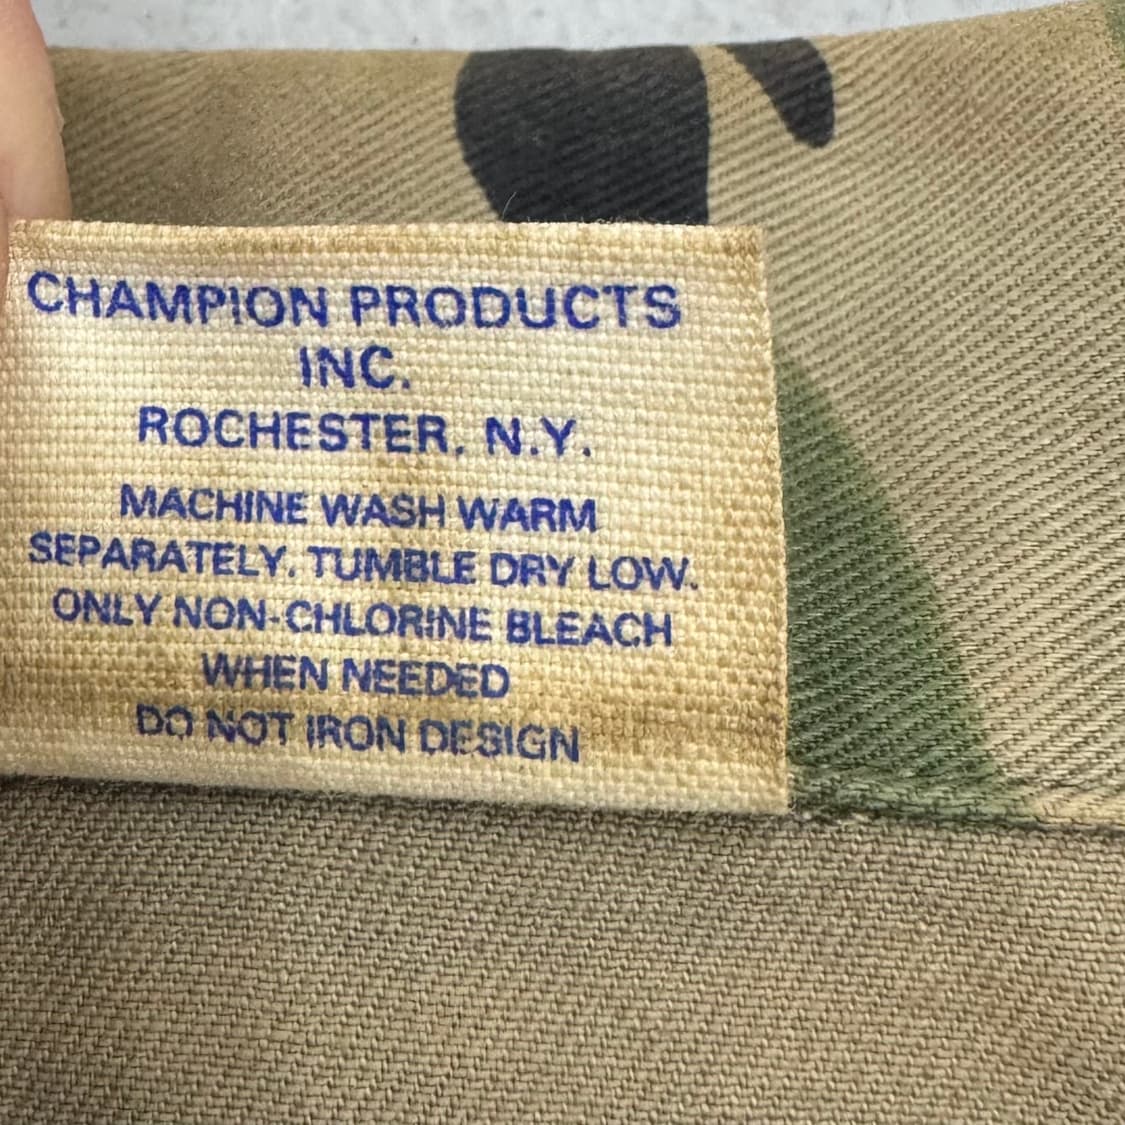 CHAMPION PRODUCTS
INC.
ROCHESTER, N.Y.
MACHINE WASH WARM
SEPARATELY. TUMBLE DRY LOW.
ONLY NON-CHLORINE BLEACH
WHEN NEEDED
DO NOT IRON DESIGN